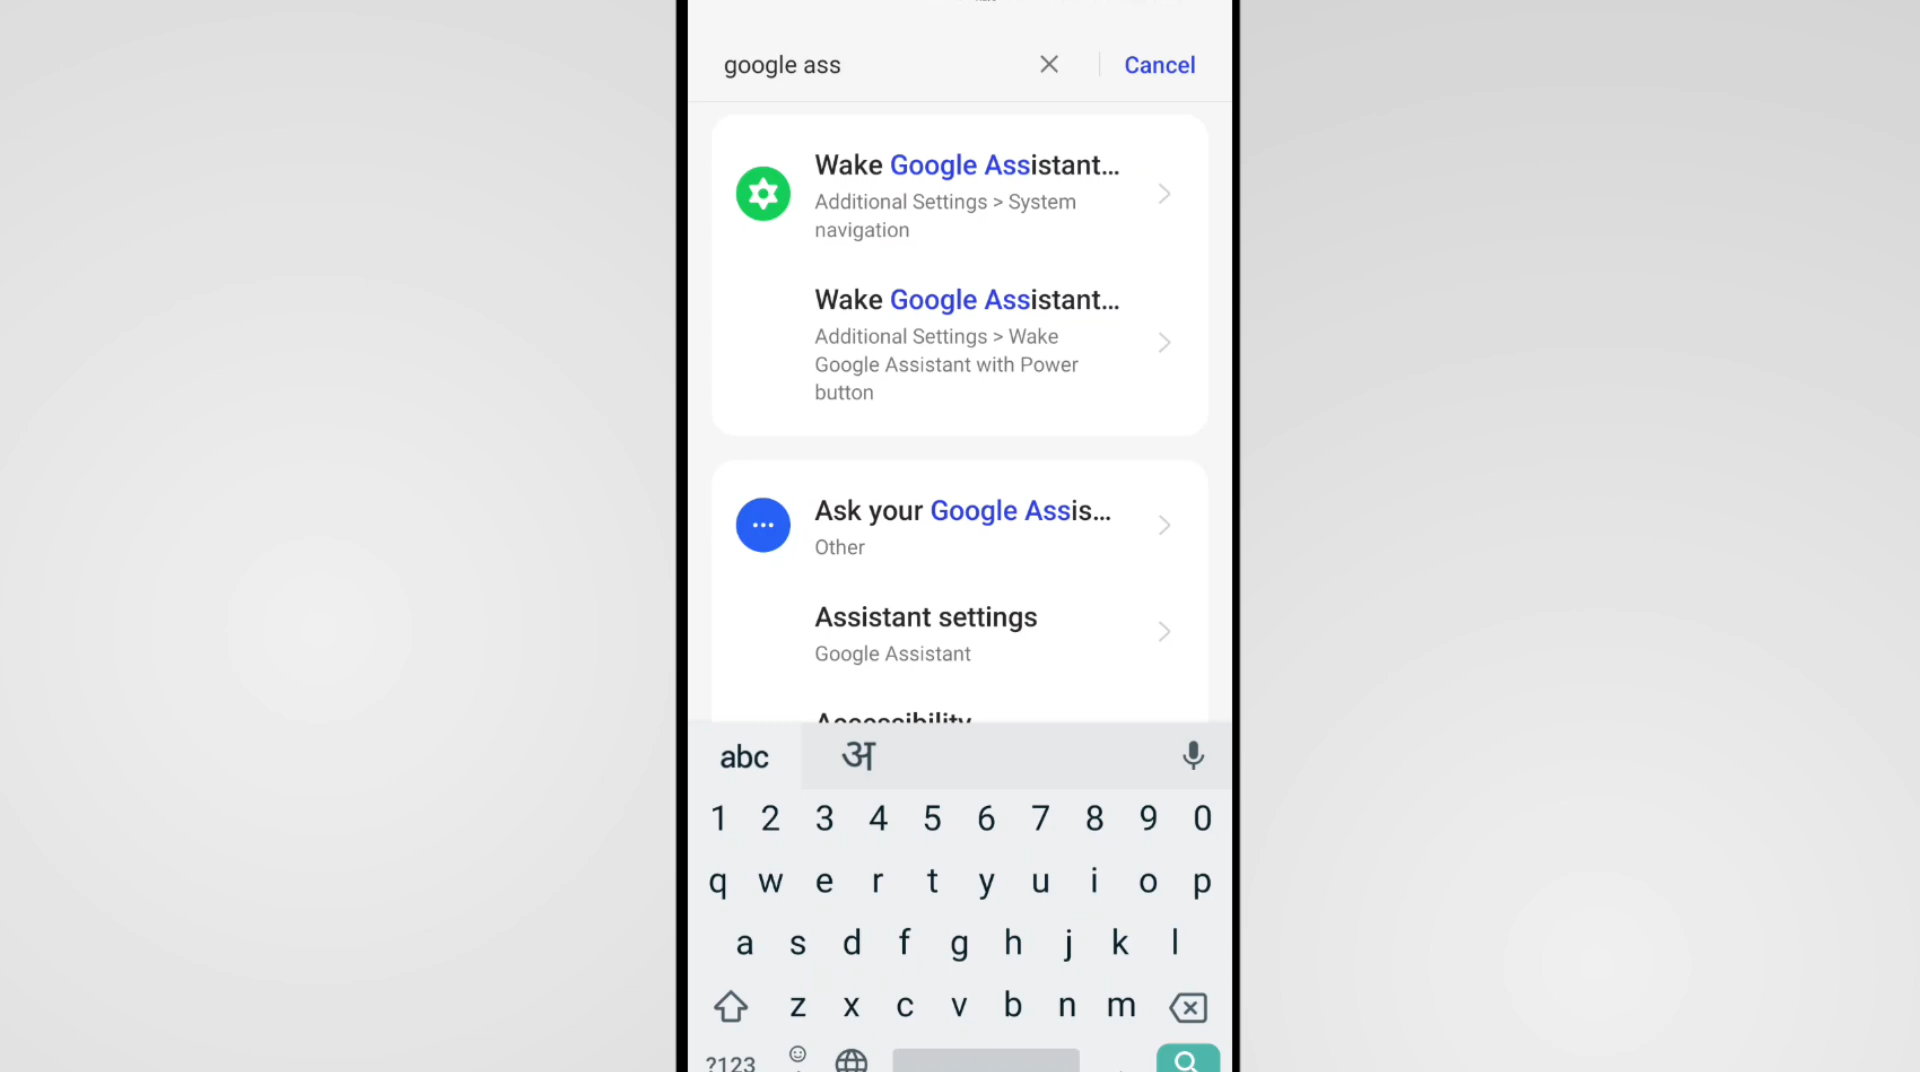 google ass
Cancel
Wake Google Assistant...
Additional Settings > System
navigation
Wake Google Assistant...
Additional Settings > Wake
Google Assistant with Power
button
Ask your Google Assis...
Other
Assistant settings
Google Assistant
Accessibility
abc अ
1 2 3 4 5 6 7 8 9 0
q w e r t y u i o p
a s d f g h j k l
z x c v b n m
?123